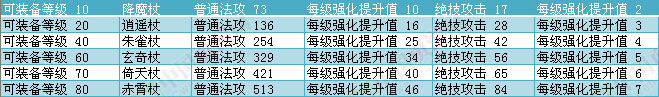 可装备等级 10 降魔杖 普通法攻 73 每级强化提升值 10 绝技攻击 17 每级强化提升值 2
可装备等级 20 逍遥杖 普通法攻 136 每级强化提升值 16 绝技攻击 28 每级强化提升值 3
可装备等级 40 朱雀杖 普通法攻 254 每级强化提升值 25 绝技攻击 42 每级强化提升值 4
可装备等级 60 玄奇杖 普通法攻 329 每级强化提升值 34 绝技攻击 56 每级强化提升值 5
可装备等级 70 倚天杖 普通法攻 421 每级强化提升值 40 绝技攻击 65 每级强化提升值 6
可装备等级 80 赤霄杖 普通法攻 513 每级强化提升值 46 绝技攻击 84 每级强化提升值 7